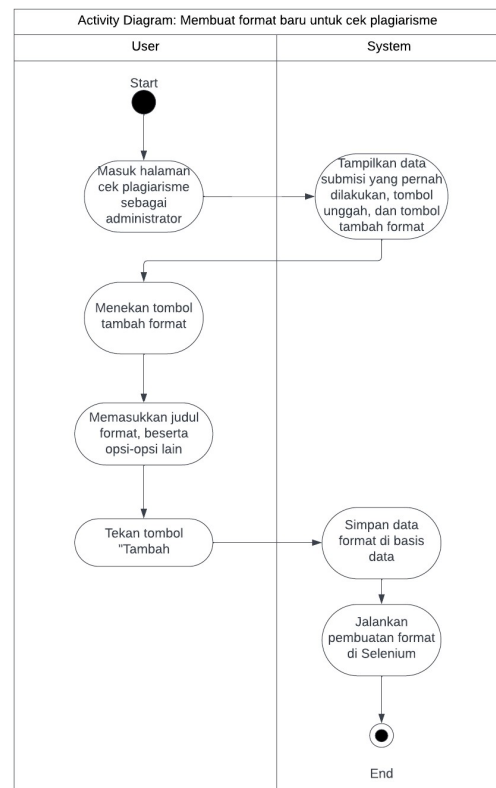 Activity Diagram: Membuat format baru untuk cek plagiarisme
User
System
Start
Masuk halaman
cek plagiarisme
sebagai
administrator
Tampilkan data
submisi yang pernah
dilakukan, tombol
unggah, dan tombol
tambah format
Menekan tombol
tambah format
Memasukkan judul
format, beserta
opsi-opsi lain
Tekan tombol
"Tambah
Simpan data
format di basis
data
Jalankan
pembuatan format
di Selenium
End